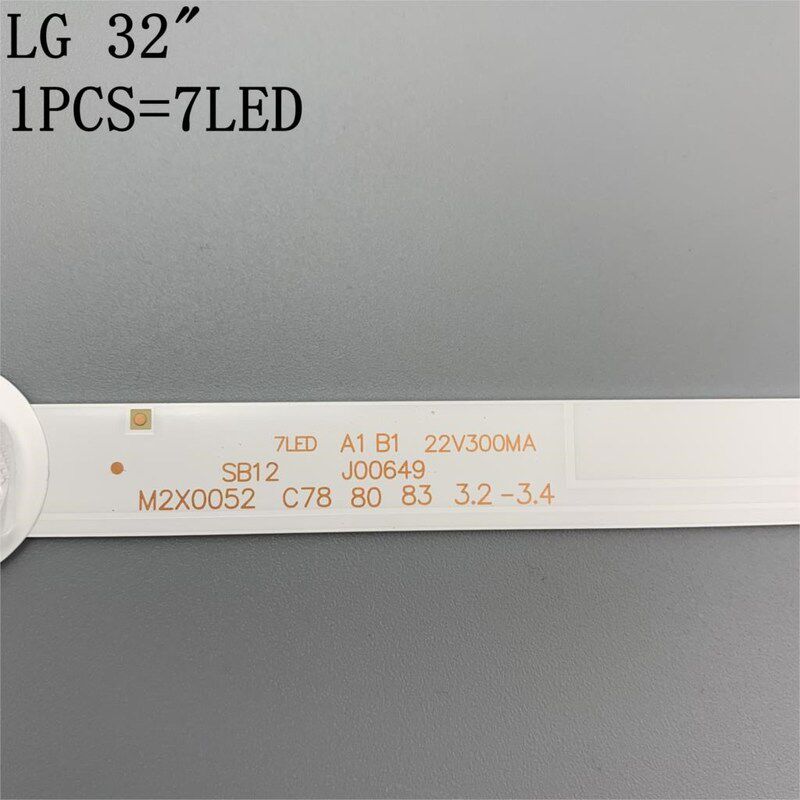 LG 32"
1PCS=7LED
7LED A1 B1 22V300MA
SB12 J00649
M2X0052 C78 80 83 3.2-3.4